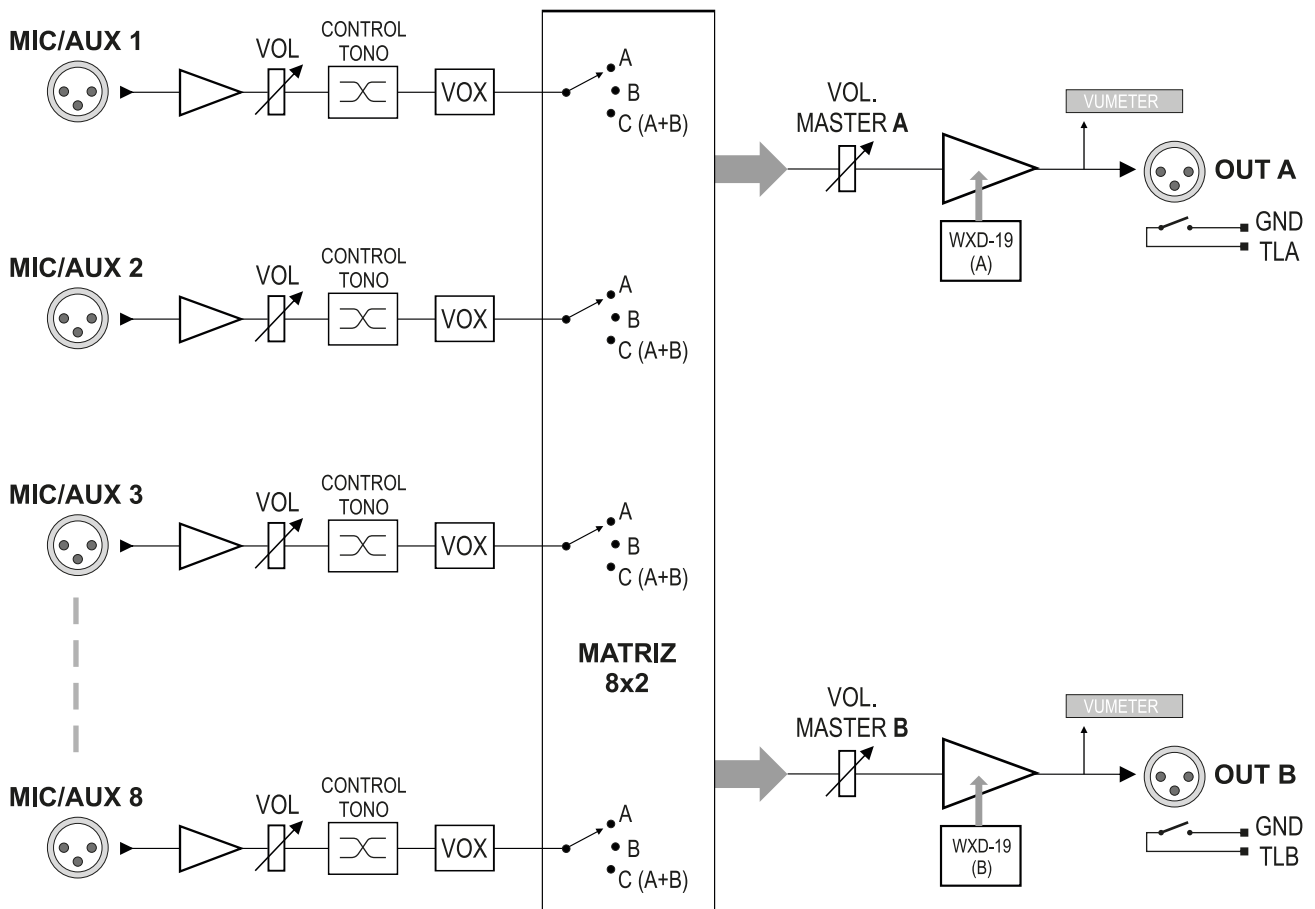 MIC/AUX 1
VOL
CONTROL
TONO
VOX
A
B
C (A+B)
MIC/AUX 2
VOL
CONTROL
TONO
VOX
A
B
C (A+B)
MIC/AUX 3
VOL
CONTROL
TONO
VOX
A
B
C (A+B)
MIC/AUX 8
VOL
CONTROL
TONO
VOX
A
B
C (A+B)
MATRIZ
8x2
VOL.
MASTER A
WXD-19
(A)
VUMETER
OUT A
GND
TLA
VOL.
MASTER B
WXD-19
(B)
VUMETER
OUT B
GND
TLB